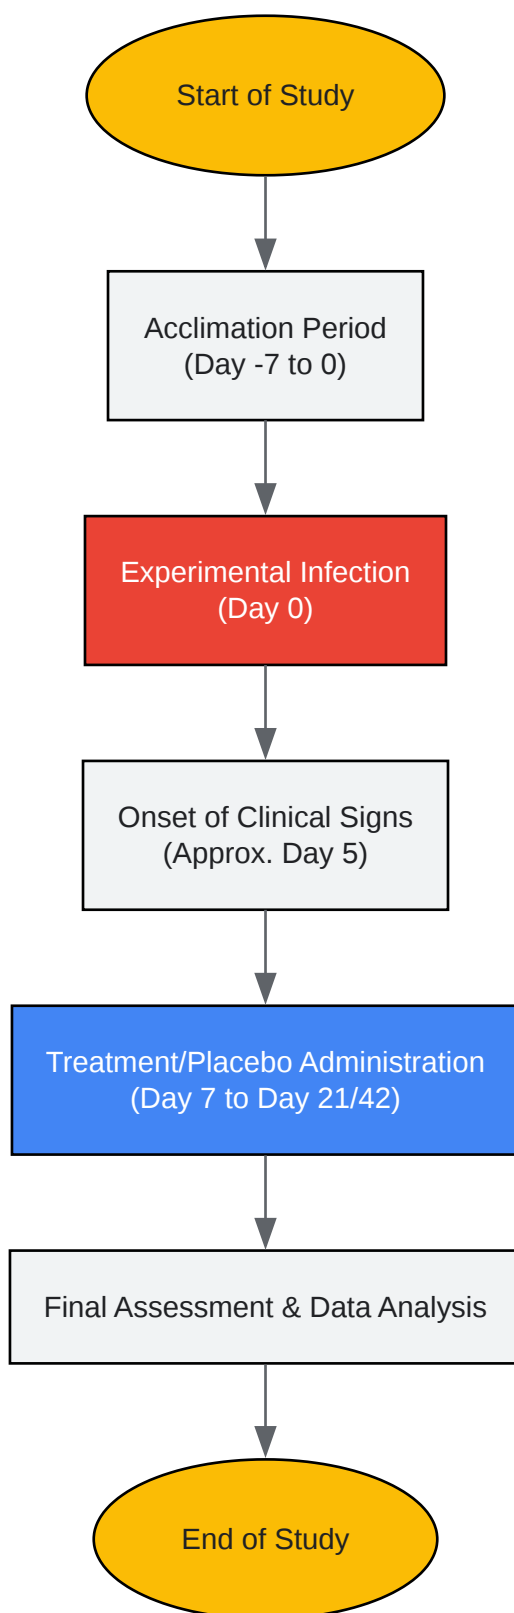 Start of Study
Acclimation Period
(Day -7 to 0)
Experimental Infection
(Day 0)
Onset of Clinical Signs
(Approx. Day 5)
Treatment/Placebo Administration
(Day 7 to Day 21/42)
Final Assessment & Data Analysis
End of Study